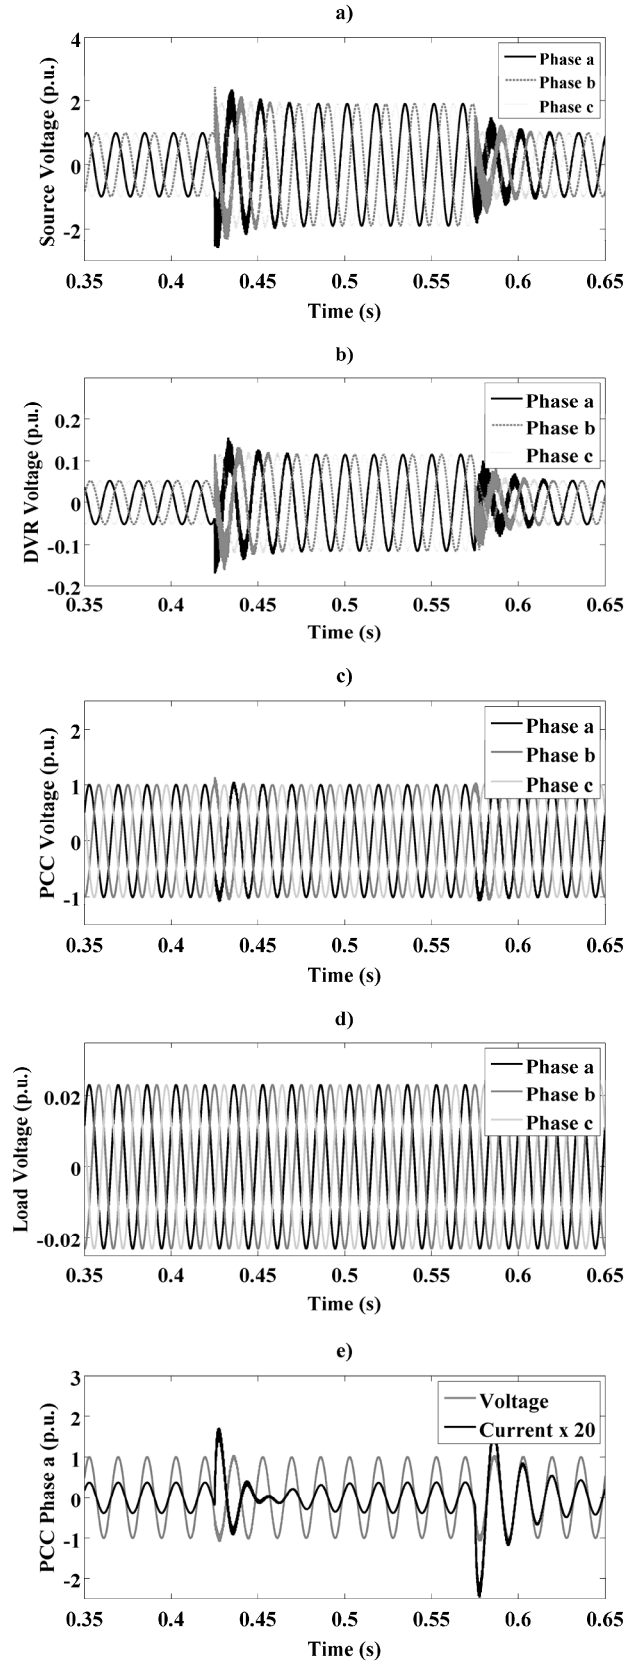 a)
4
2
0
-2
Source Voltage (p.u.)
Phase a
Phase b
Phase c
0.35 0.4 0.45 0.5 0.55 0.6 0.65
Time (s)
b)
0.2
0.1
0
-0.1
-0.2
DVR Voltage (p.u.)
Phase a
Phase b
Phase c
0.35 0.4 0.45 0.5 0.55 0.6 0.65
Time (s)
c)
2
1
0
-1
PCC Voltage (p.u.)
Phase a
Phase b
Phase c
0.35 0.4 0.45 0.5 0.55 0.6 0.65
Time (s)
d)
0.02
0
-0.02
Load Voltage (p.u.)
Phase a
Phase b
Phase c
0.35 0.4 0.45 0.5 0.55 0.6 0.65
Time (s)
e)
3
2
1
0
-1
-2
PCC Phase a (p.u.)
Voltage
Current x 20
0.35 0.4 0.45 0.5 0.55 0.6 0.65
Time (s)